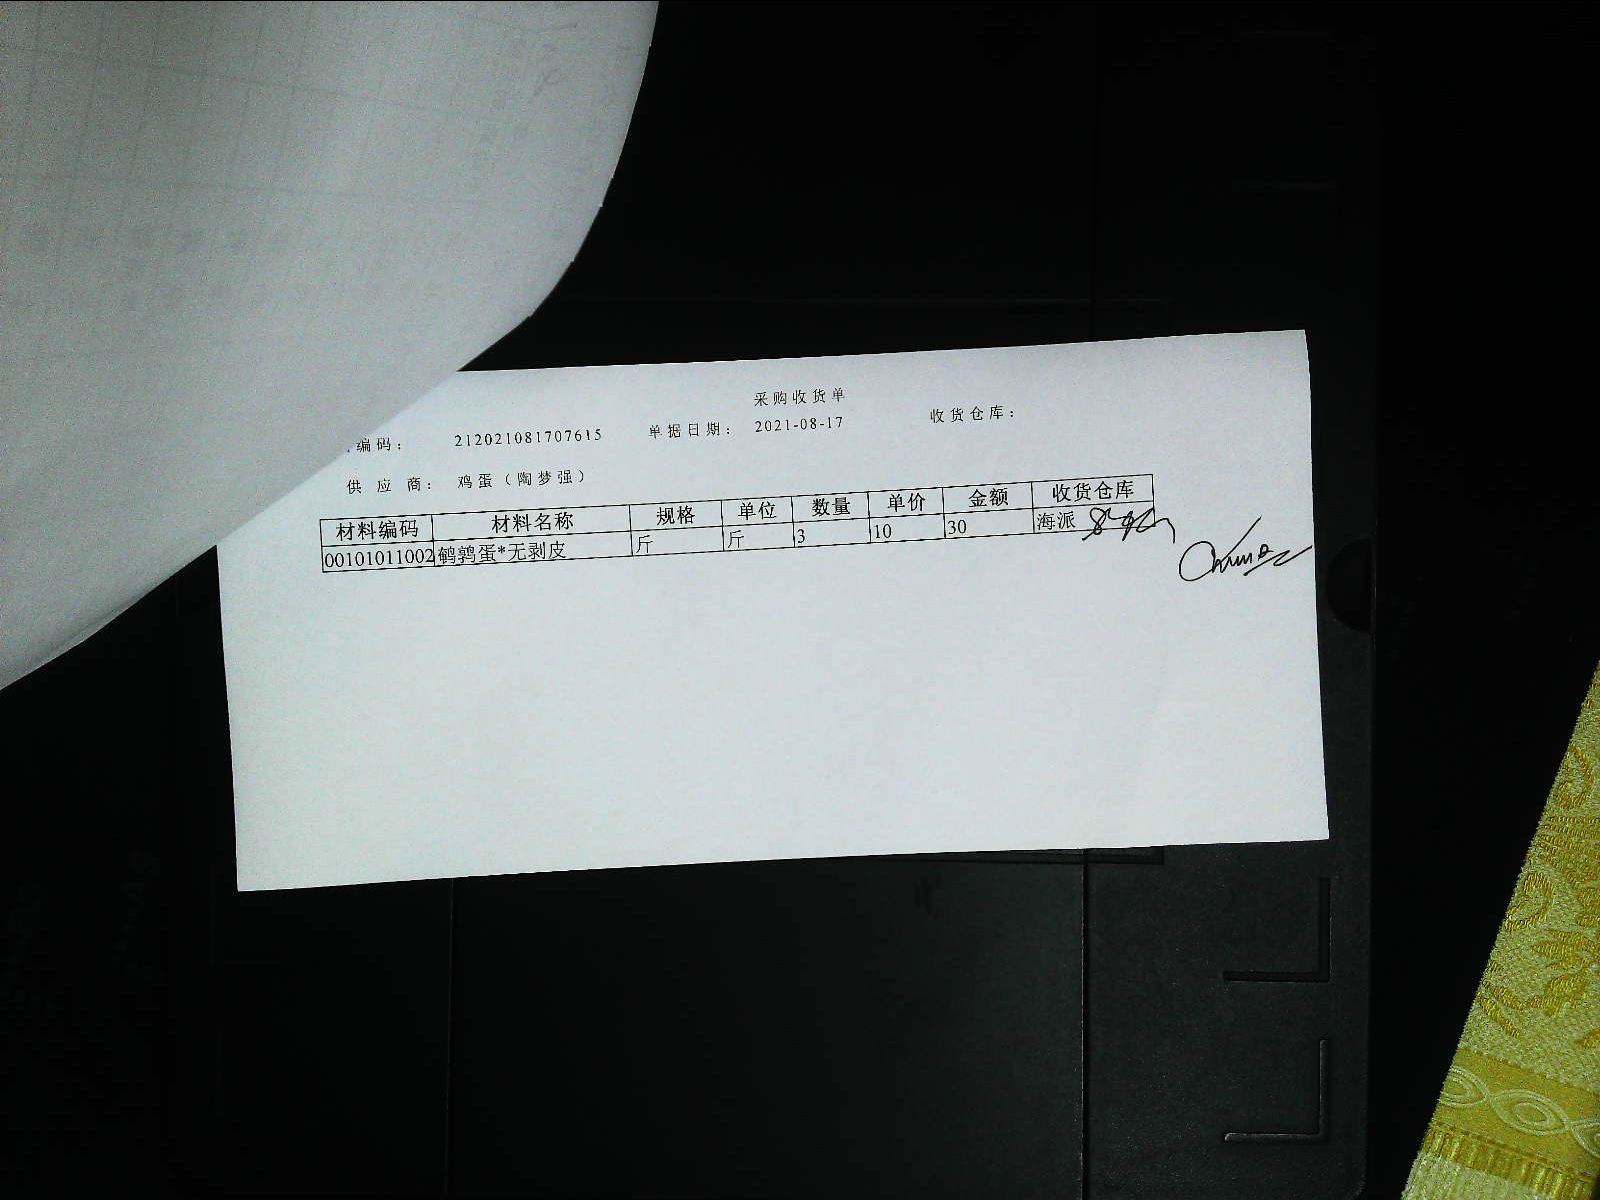 采购收货单
编码： 212021081707615 单据日期： 2021-08-17 收货仓库：
供应商： 鸡蛋（陶梦强）
材料编码 材料名称 规格 单位 数量 单价 金额 收货仓库
00101011002 鹌鹑蛋*无剥皮 斤 斤 3 10 30 海派